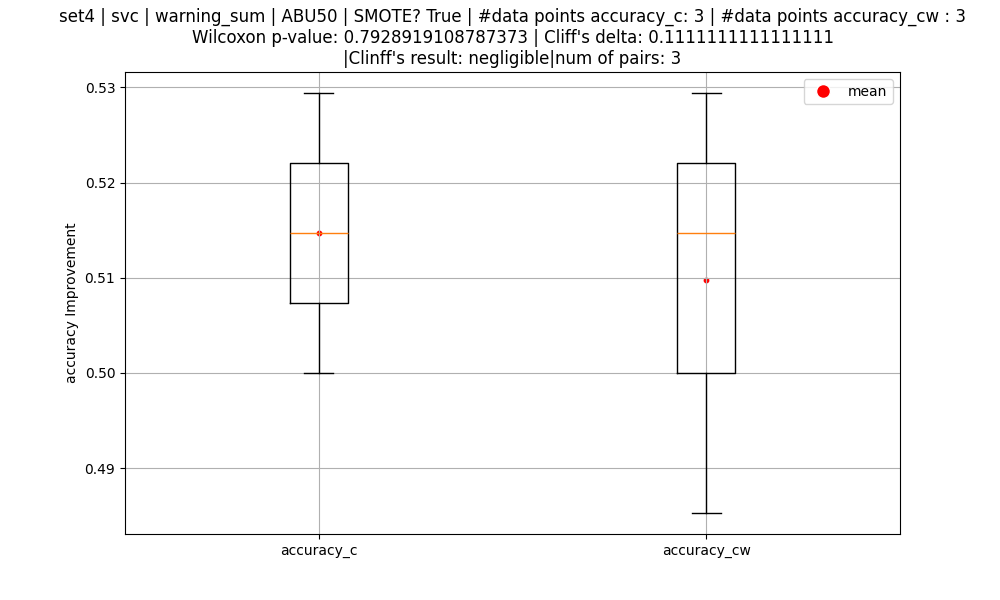 set4 | svc | warning_sum | ABU50 | SMOTE? True | #data points accuracy_c: 3 | #data points accuracy_cw : 3
Wilcoxon p-value: 0.7928919108787373 | Cliff's delta: 0.1111111111111111
|Clinff's result: negligible|num of pairs: 3
mean
0.53
0.52
0.51
0.50
0.49
accuracy Improvement
accuracy_c
accuracy_cw